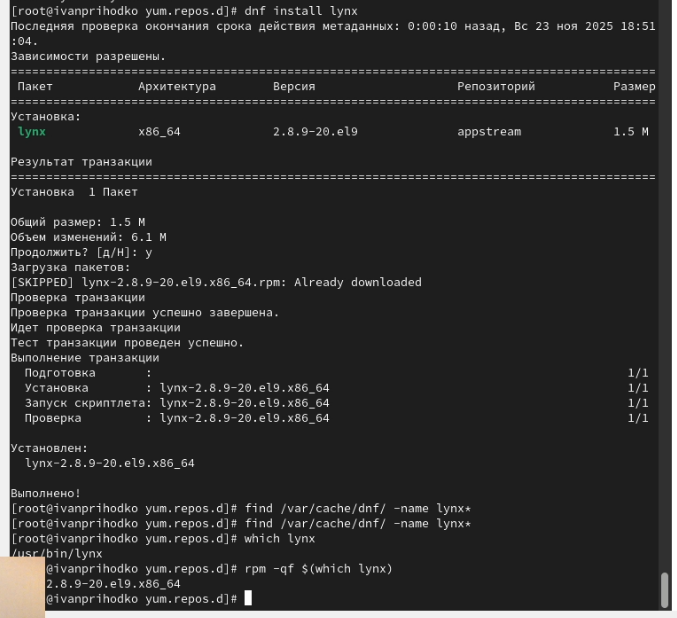 [root@ivanprihodko yum.repos.d]# dnf install lynx
Последняя проверка окончания срока действия метаданных: 0:00:10 назад, Вс 23 ноя 2025 18:51
:04.
Зависимости разрешены.
================================================================================
Пакет Архитектура Версия Репозиторий Размер
================================================================================
Установка:
lynx x86_64 2.8.9-20.el9 appstream 1.5 M
Результат транзакции
================================================================================
Установка 1 Пакет
Общий размер: 1.5 M
Объем изменений: 6.1 M
Продолжить? [д/Н]: y
Загрузка пакетов:
[SKIPPED] lynx-2.8.9-20.el9.x86_64.rpm: Already downloaded
Проверка транзакции
Проверка транзакции успешно завершена.
Идет проверка транзакции
Тест транзакции проведен успешно.
Выполнение транзакции
Подготовка : 1/1
Установка : lynx-2.8.9-20.el9.x86_64 1/1
Запуск скриптлета: lynx-2.8.9-20.el9.x86_64 1/1
Проверка : lynx-2.8.9-20.el9.x86_64 1/1
Установлен:
lynx-2.8.9-20.el9.x86_64
Выполнено!
[root@ivanprihodko yum.repos.d]# find /var/cache/dnf/ -name lynx*
[root@ivanprihodko yum.repos.d]# find /var/cache/dnf/ -name lynx*
[root@ivanprihodko yum.repos.d]# which lynx
/usr/bin/lynx
@ivanprihodko yum.repos.d]# rpm -qf $(which lynx)
2.8.9-20.el9.x86_64
@ivanprihodko yum.repos.d]#